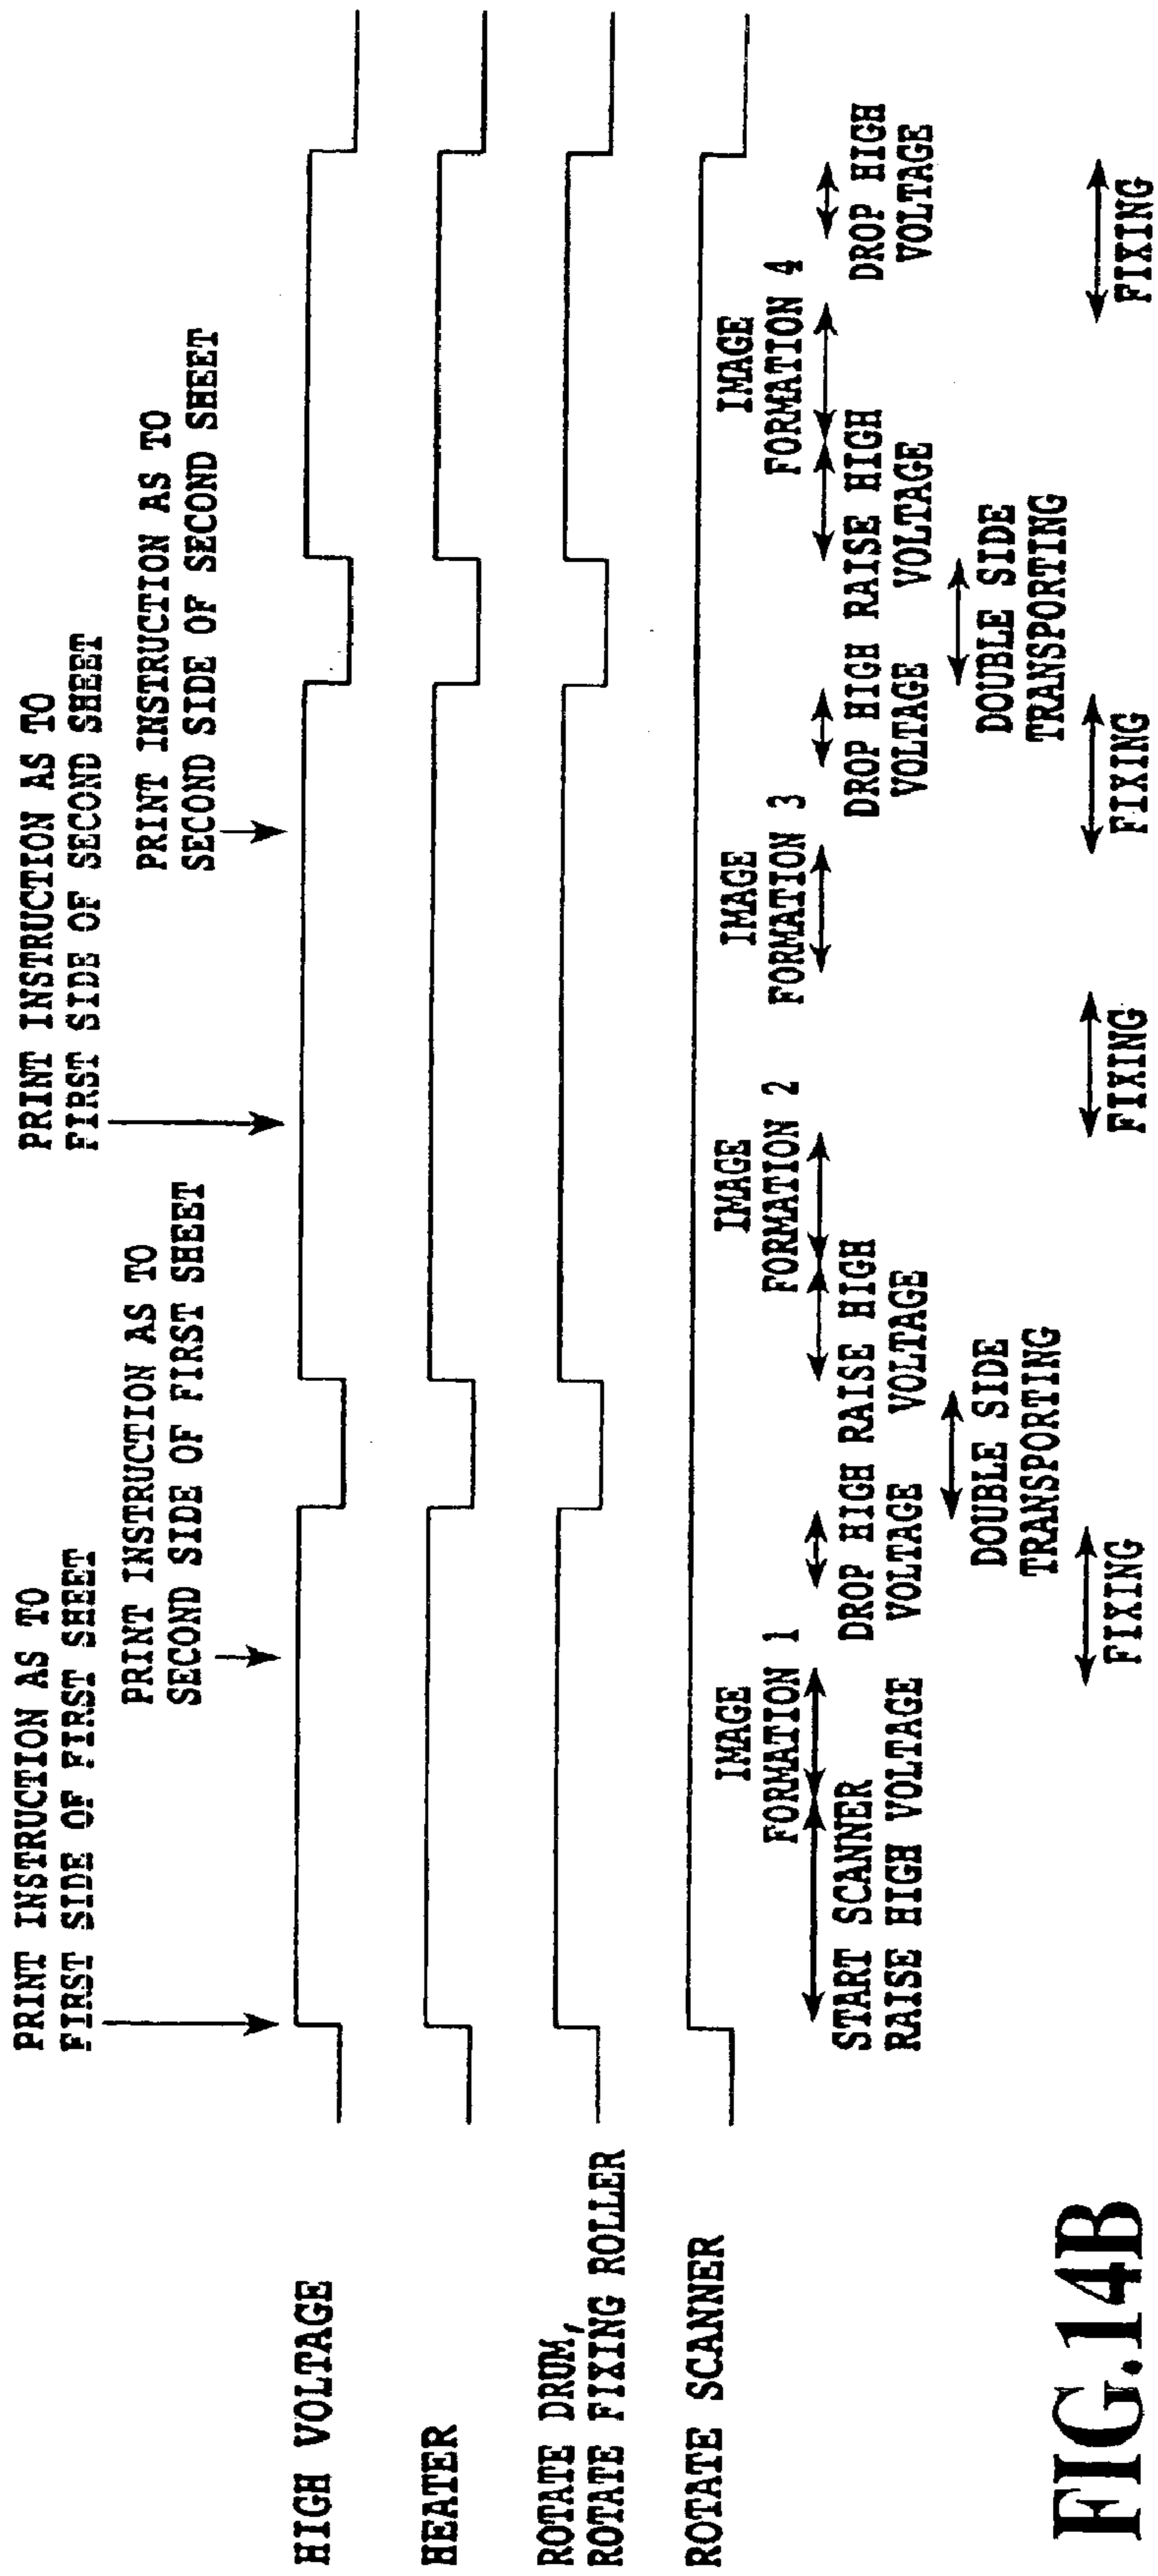 PRINT INSTRUCTION AS TO
FIRST SIDE OF FIRST SHEET
PRINT INSTRUCTION AS TO
SECOND SIDE OF FIRST SHEET
PRINT INSTRUCTION AS TO
FIRST SIDE OF SECOND SHEET
PRINT INSTRUCTION AS TO
SECOND SIDE OF SECOND SHEET
HIGH VOLTAGE
HEATER
ROTATE DRUM,
ROTATE FIXING ROLLER
ROTATE SCANNER
IMAGE
FORMATION 1
IMAGE
FORMATION 2
IMAGE
FORMATION 3
IMAGE
FORMATION 4
START SCANNER
RAISE HIGH VOLTAGE
DROP HIGH
VOLTAGE
RAISE HIGH
VOLTAGE
DROP HIGH
VOLTAGE
RAISE HIGH
VOLTAGE
DROP HIGH
VOLTAGE
DOUBLE SIDE
TRANSPORTING
DOUBLE SIDE
TRANSPORTING
FIXING
FIXING
FIXING
FIXING
FIG.14B